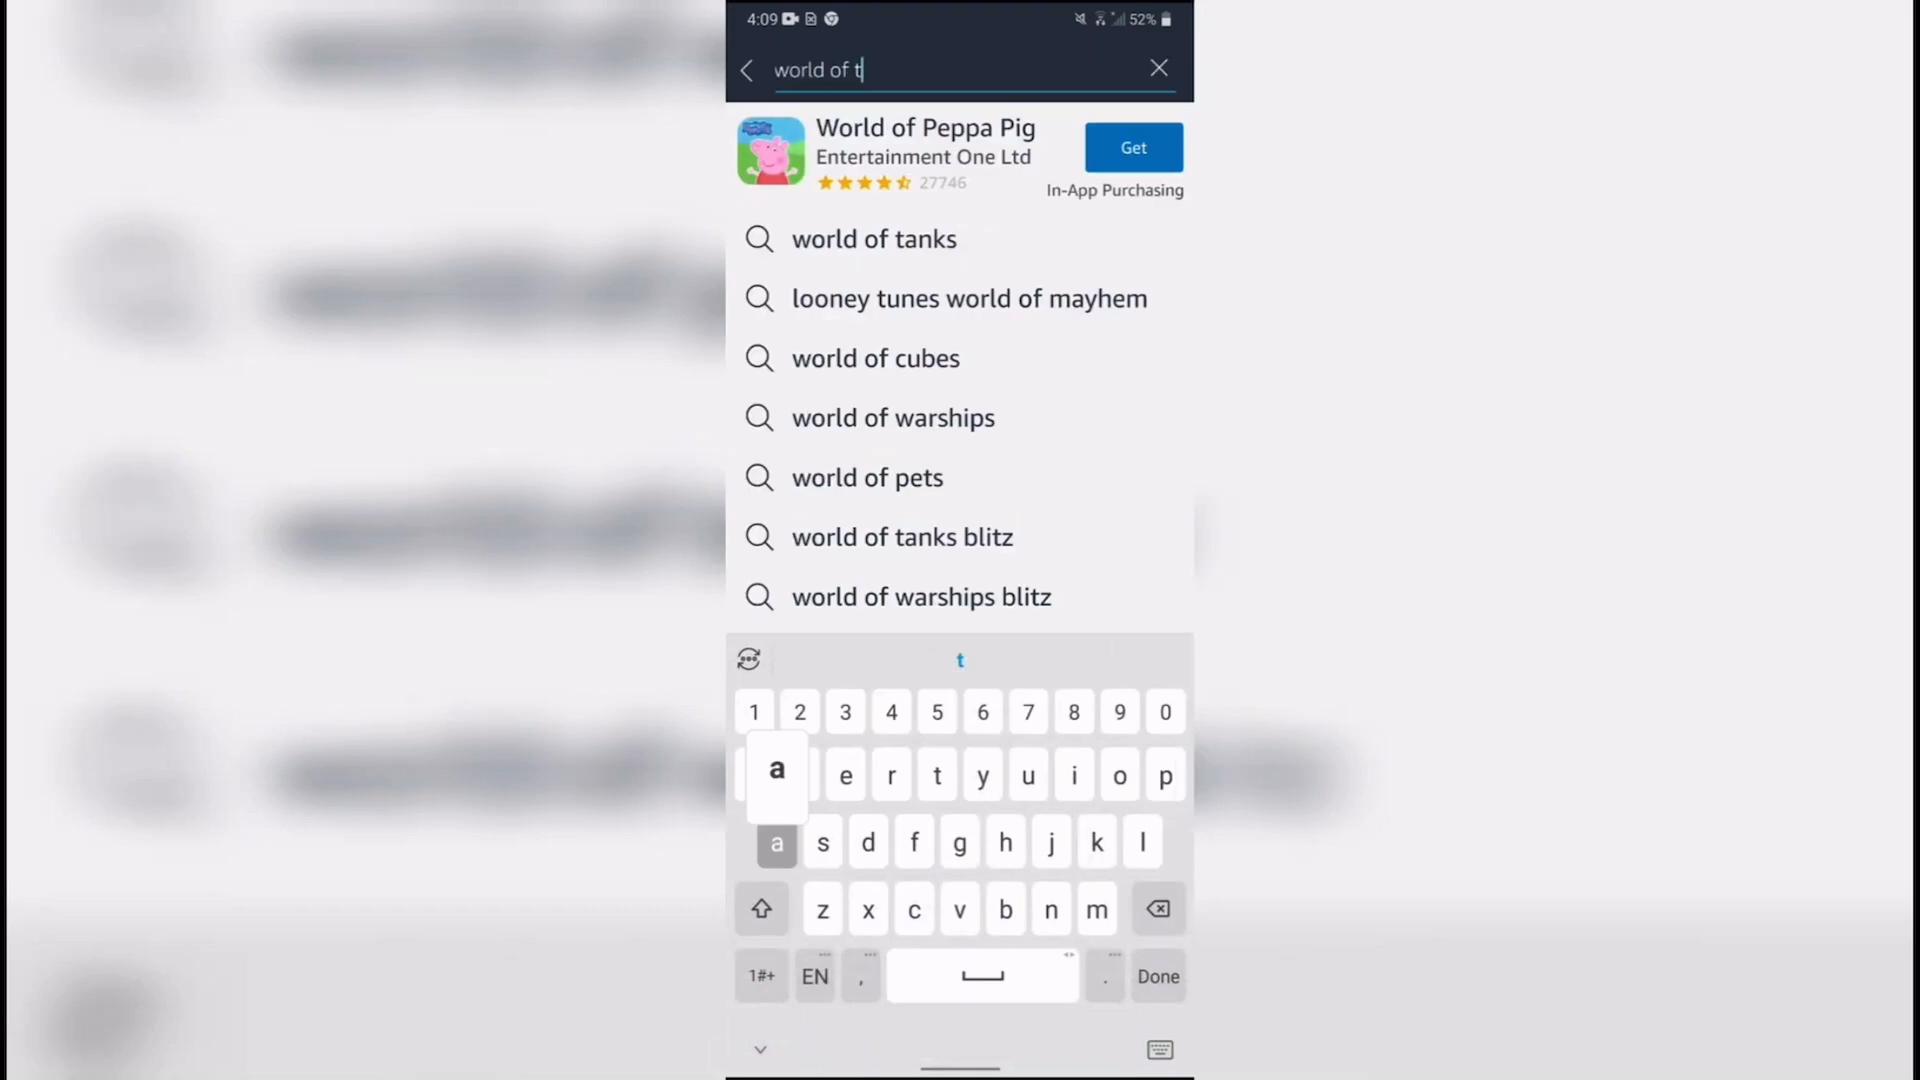 4:09 52%
world of t
World of Peppa Pig
Entertainment One Ltd
27746
Get
In-App Purchasing
world of tanks
looney tunes world of mayhem
world of cubes
world of warships
world of pets
world of tanks blitz
world of warships blitz
t
1 2 3 4 5 6 7 8 9 0
a e r t y u i o p
a s d f g h j k l
z x c v b n m
1#+ EN , . Done